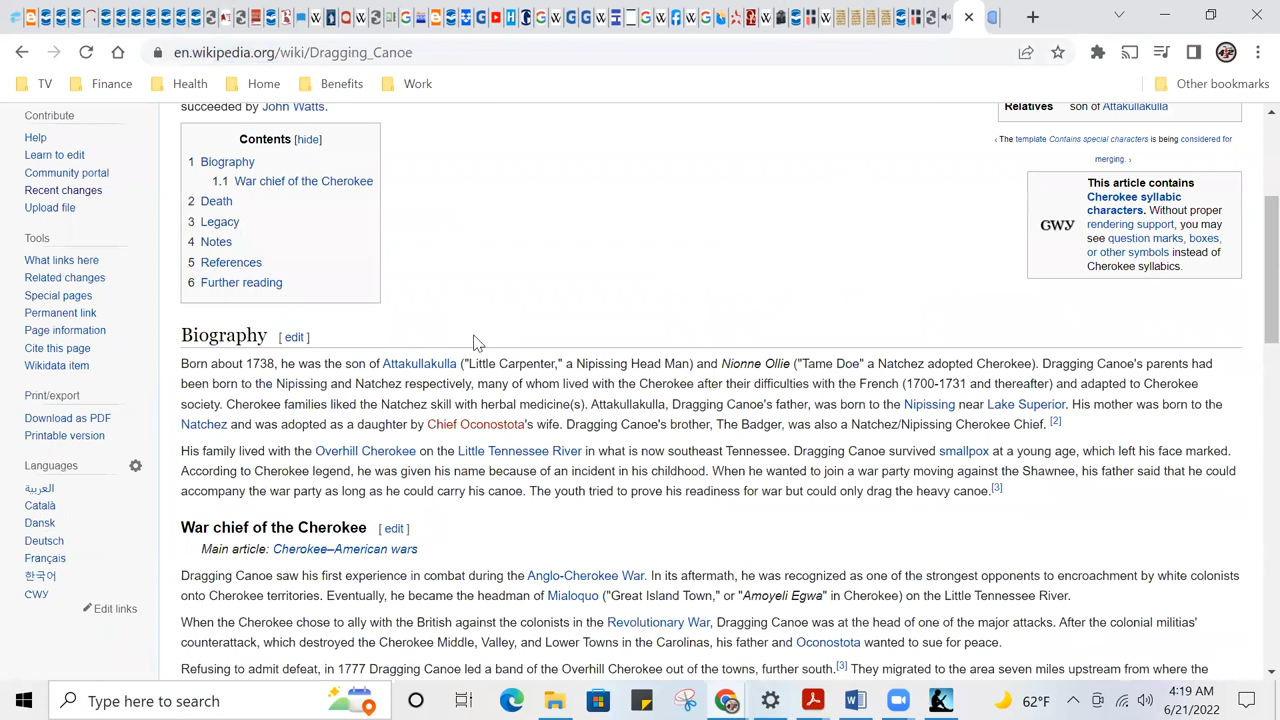 en.wikipedia.org/wiki/Dragging_Canoe
TV Finance Health Home Benefits Work Other bookmarks
Contribute
Help
Learn to edit
Community portal
Recent changes
Upload file
Tools
What links here
Related changes
Special pages
Permanent link
Page information
Cite this page
Wikidata item
Print/export
Download as PDF
Printable version
Languages
العربية
Català
Dansk
Deutsch
Français
한국어
ᏣᎳᎩ
Edit links
succeeded by John Watts.
Contents [hide]
1 Biography
1.1 War chief of the Cherokee
2 Death
3 Legacy
4 Notes
5 References
6 Further reading
Relatives son of Attakullakulla
‹ The template Contains special characters is being considered for
merging. ›
ᏣᎳᎩ
This article contains
Cherokee syllabic
characters. Without proper
rendering support, you may
see question marks, boxes,
or other symbols instead of
Cherokee syllabics.
Biography [ edit ]
Born about 1738, he was the son of Attakullakulla ("Little Carpenter," a Nipissing Head Man) and Nionne Ollie ("Tame Doe" a Natchez adopted Cherokee). Dragging Canoe's parents had
been born to the Nipissing and Natchez respectively, many of whom lived with the Cherokee after their difficulties with the French (1700-1731 and thereafter) and adapted to Cherokee
society. Cherokee families liked the Natchez skill with herbal medicine(s). Attakullakulla, Dragging Canoe's father, was born to the Nipissing near Lake Superior. His mother was born to the
Natchez and was adopted as a daughter by Chief Oconostota's wife. Dragging Canoe's brother, The Badger, was also a Natchez/Nipissing Cherokee Chief. [2]
His family lived with the Overhill Cherokee on the Little Tennessee River in what is now southeast Tennessee. Dragging Canoe survived smallpox at a young age, which left his face marked.
According to Cherokee legend, he was given his name because of an incident in his childhood. When he wanted to join a war party moving against the Shawnee, his father said that he could
accompany the war party as long as he could carry his canoe. The youth tried to prove his readiness for war but could only drag the heavy canoe.[3]
War chief of the Cherokee [ edit ]
Main article: Cherokee–American wars
Dragging Canoe saw his first experience in combat during the Anglo-Cherokee War. In its aftermath, he was recognized as one of the strongest opponents to encroachment by white colonists
onto Cherokee territories. Eventually, he became the headman of Mialoquo ("Great Island Town," or "Amoyeli Egwa" in Cherokee) on the Little Tennessee River.
When the Cherokee chose to ally with the British against the colonists in the Revolutionary War, Dragging Canoe was at the head of one of the major attacks. After the colonial militias'
counterattack, which destroyed the Cherokee Middle, Valley, and Lower Towns in the Carolinas, his father and Oconostota wanted to sue for peace.
Refusing to admit defeat, in 1777 Dragging Canoe led a band of the Overhill Cherokee out of the towns, further south.[3] They migrated to the area seven miles upstream from where the
Type here to search
62°F
4:19 AM
6/21/2022